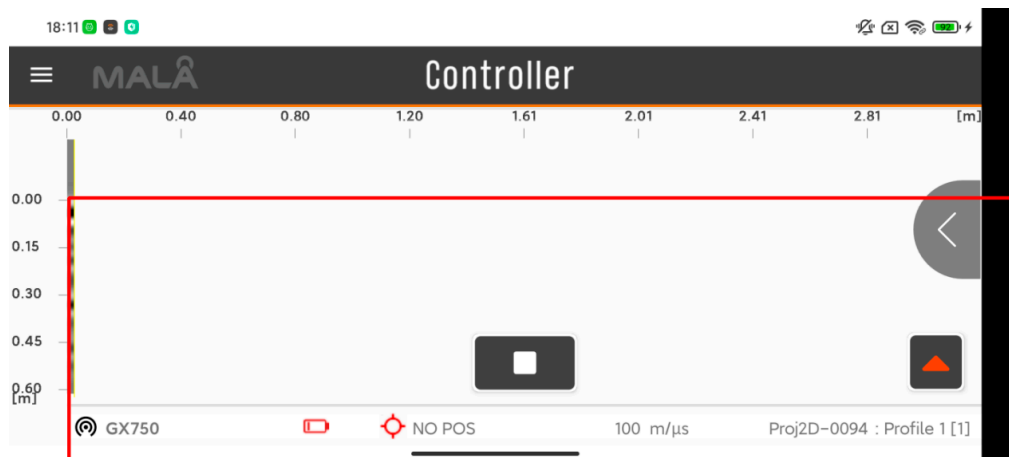 18:11
92
MALÅ
Controller
0.00 0.40 0.80 1.20 1.61 2.01 2.41 2.81 [m]
0.00
0.15
0.30
0.45
0.60
[m]
GX750 NO POS 100 m/µs Proj2D-0094 : Profile 1 [1]